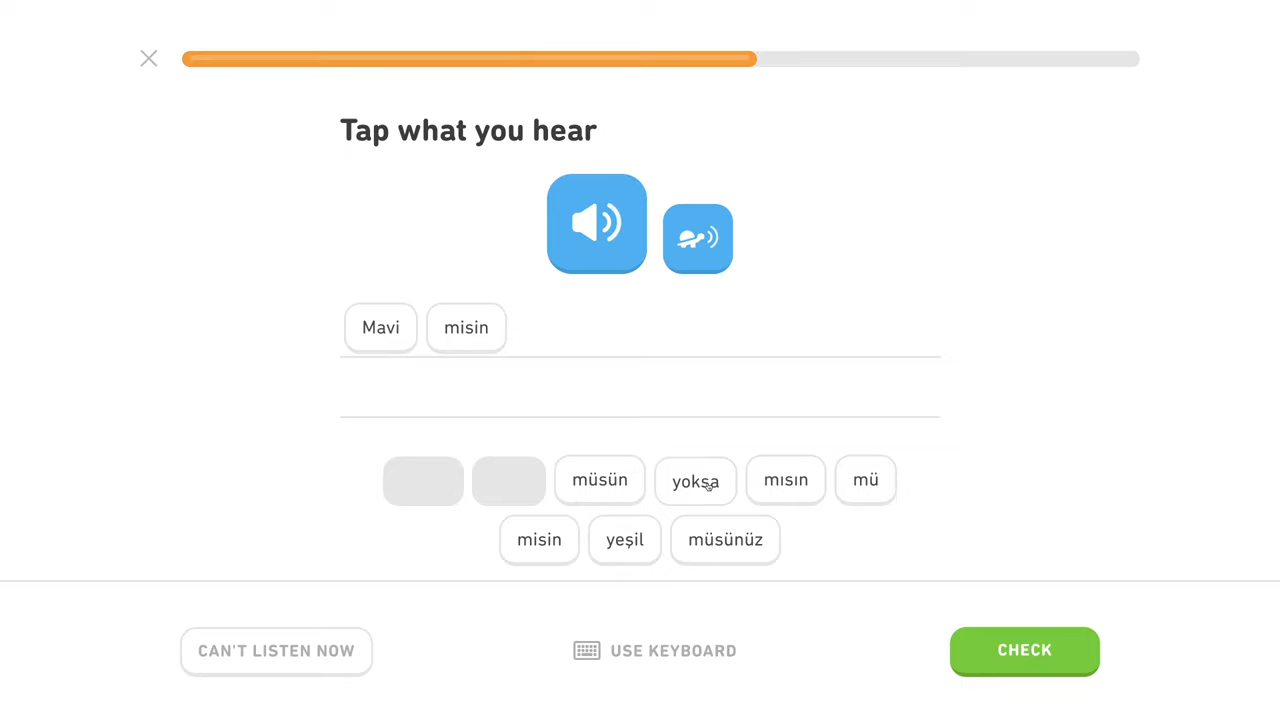 Tap what you hear
Mavi misin
müsün yoksa mısın mü
misin yeşil müsünüz
CAN'T LISTEN NOW USE KEYBOARD CHECK